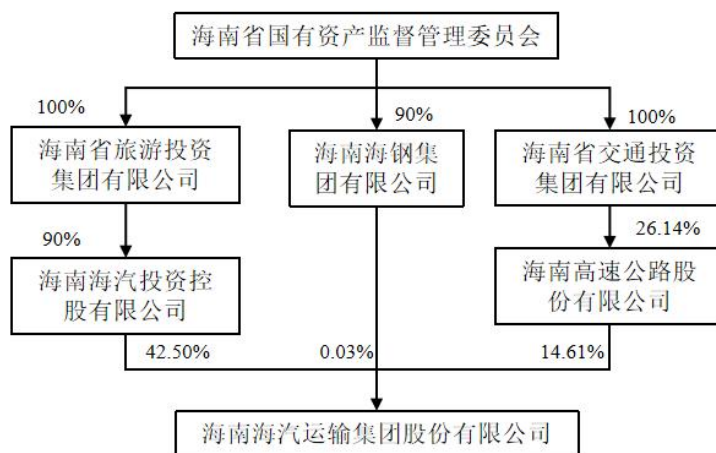 海南省国有资产监督管理委员会
100%
90%
100%
海南省旅游投资
集团有限公司
海南海钢集
团有限公司
海南省交通投资
集团有限公司
90%
26.14%
海南海汽投资控
股有限公司
海南高速公路股
份有限公司
42.50%
0.03%
14.61%
海南海汽运输集团股份有限公司